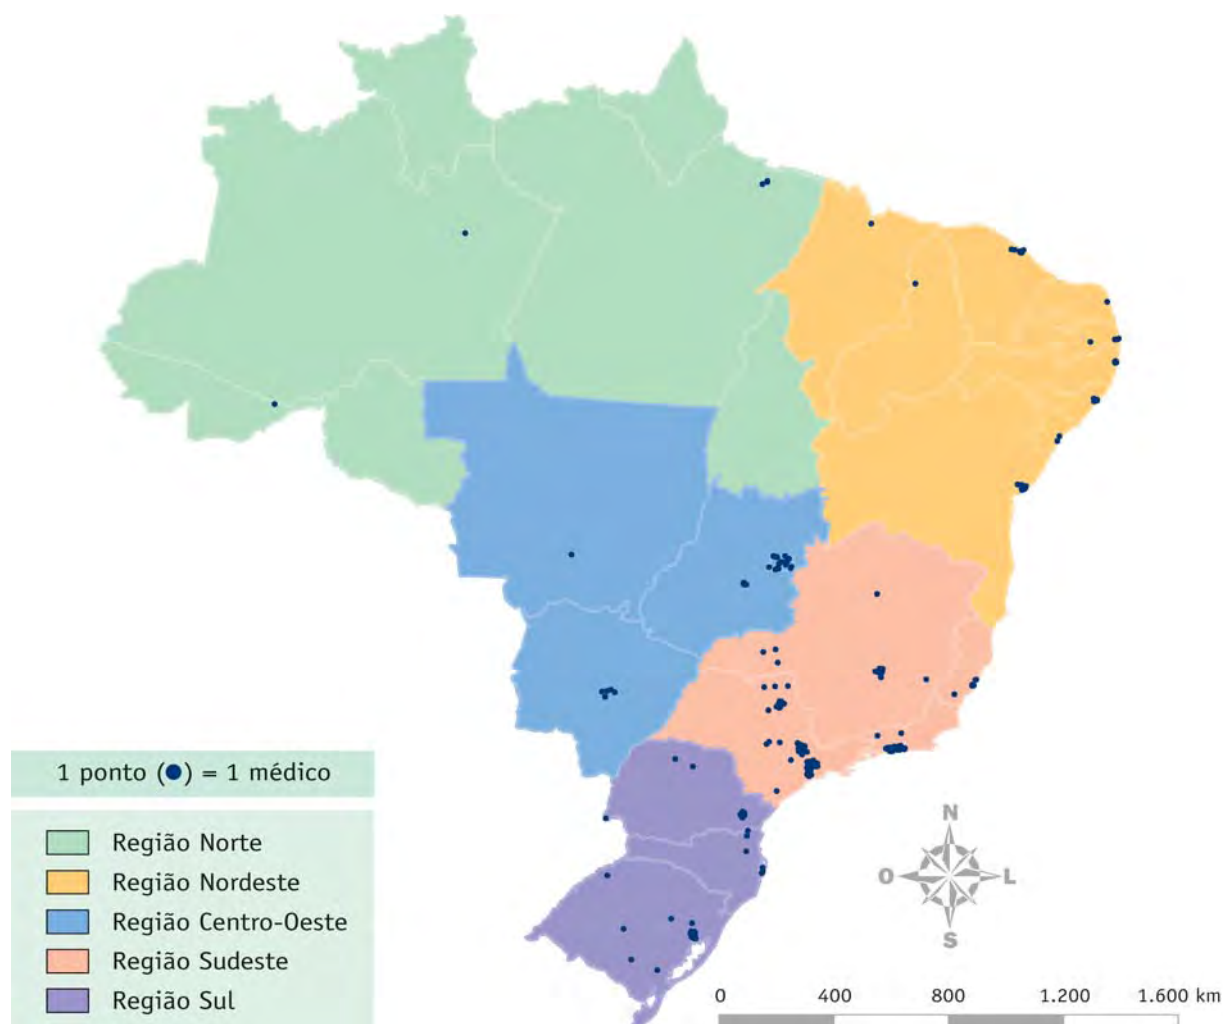 1 ponto (●) = 1 médico
Região Norte
Região Nordeste
Região Centro-Oeste
Região Sudeste
Região Sul
N
O L
S
0 400 800 1.200 1.600 km